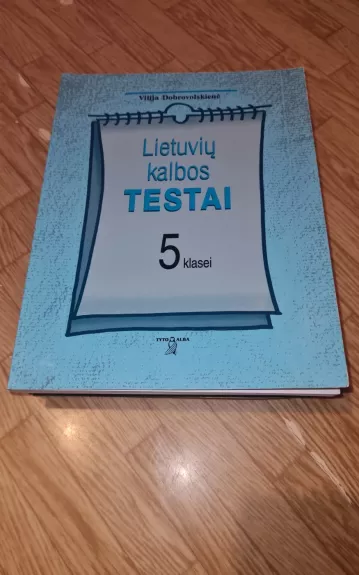 Vilija Dobrovolskienė
Lietuvių
kalbos
TESTAI
5 klasei
TYTO ALBA